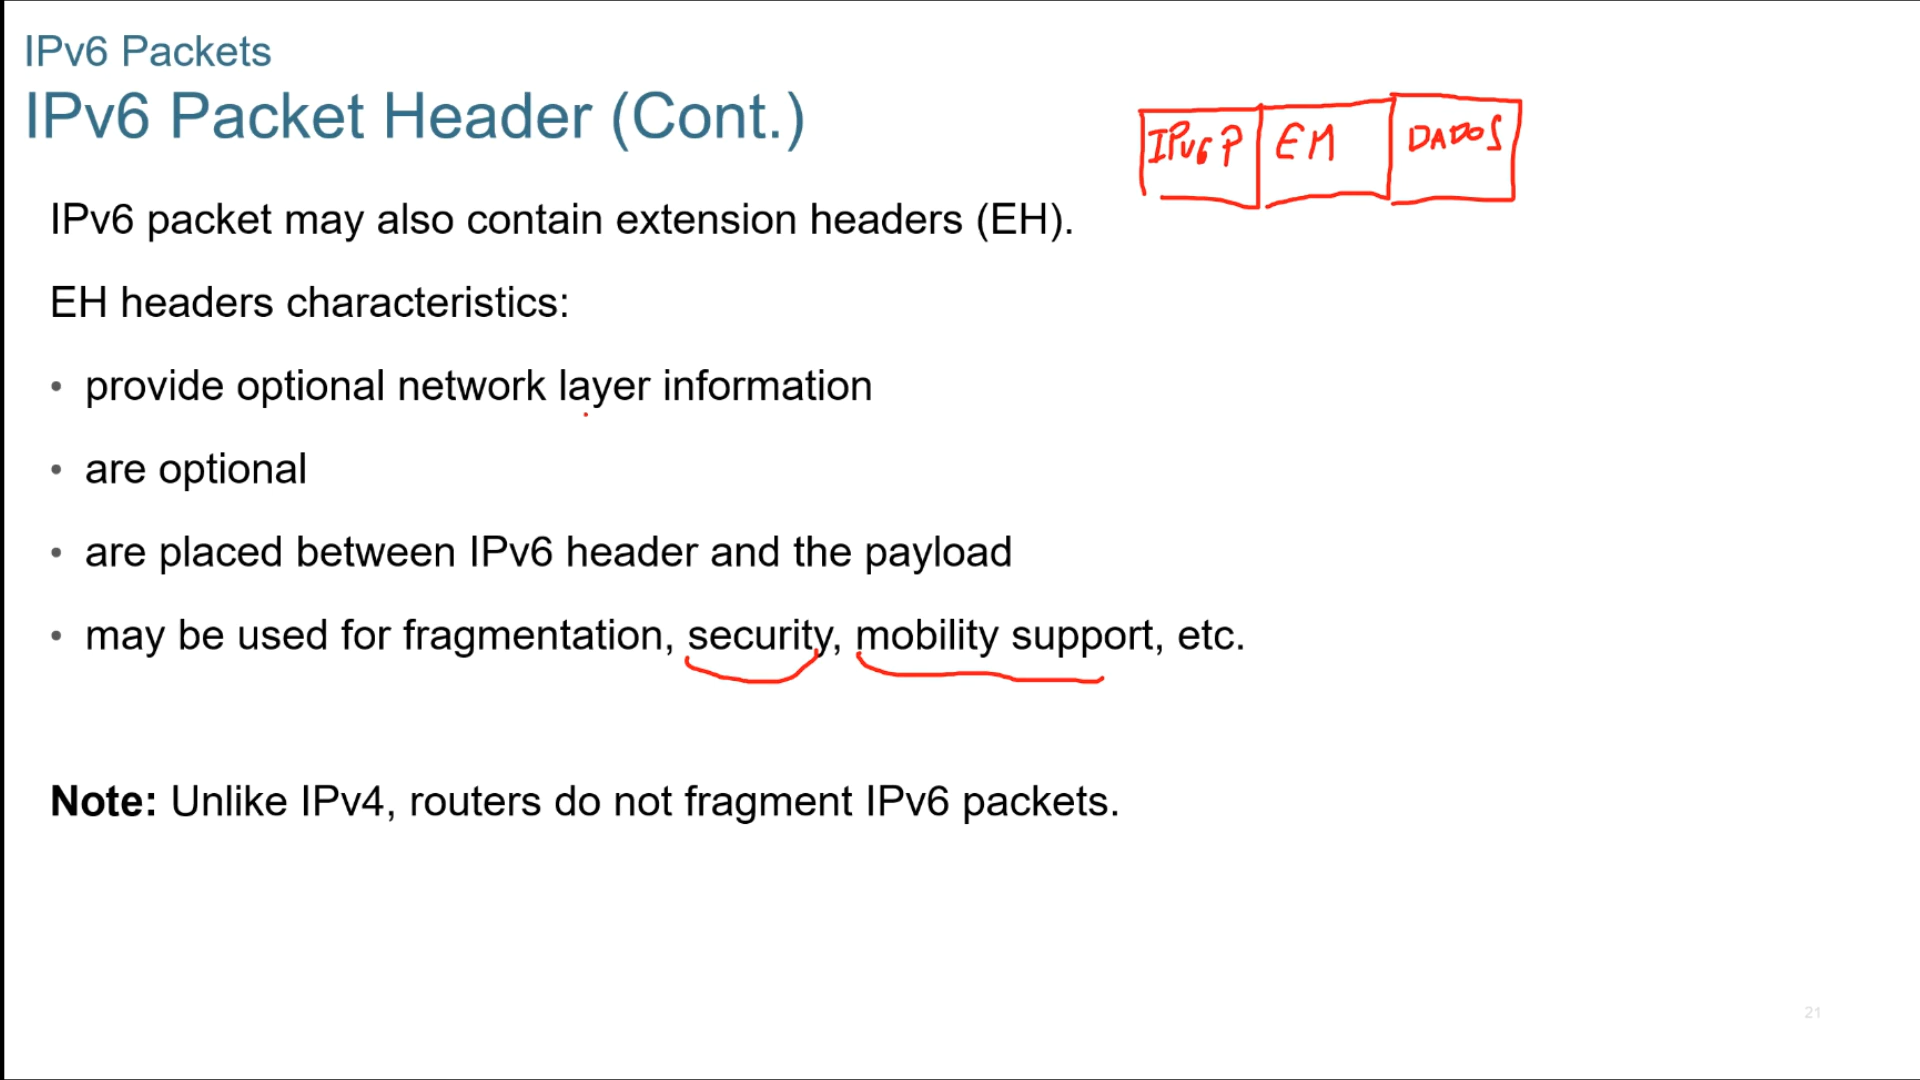 IPv6 Packets
IPv6 Packet Header (Cont.)
IPv6 P EM DADOS
IPv6 packet may also contain extension headers (EH).
EH headers characteristics:
• provide optional network layer information
• are optional
• are placed between IPv6 header and the payload
• may be used for fragmentation, security, mobility support, etc.
Note: Unlike IPv4, routers do not fragment IPv6 packets.
21